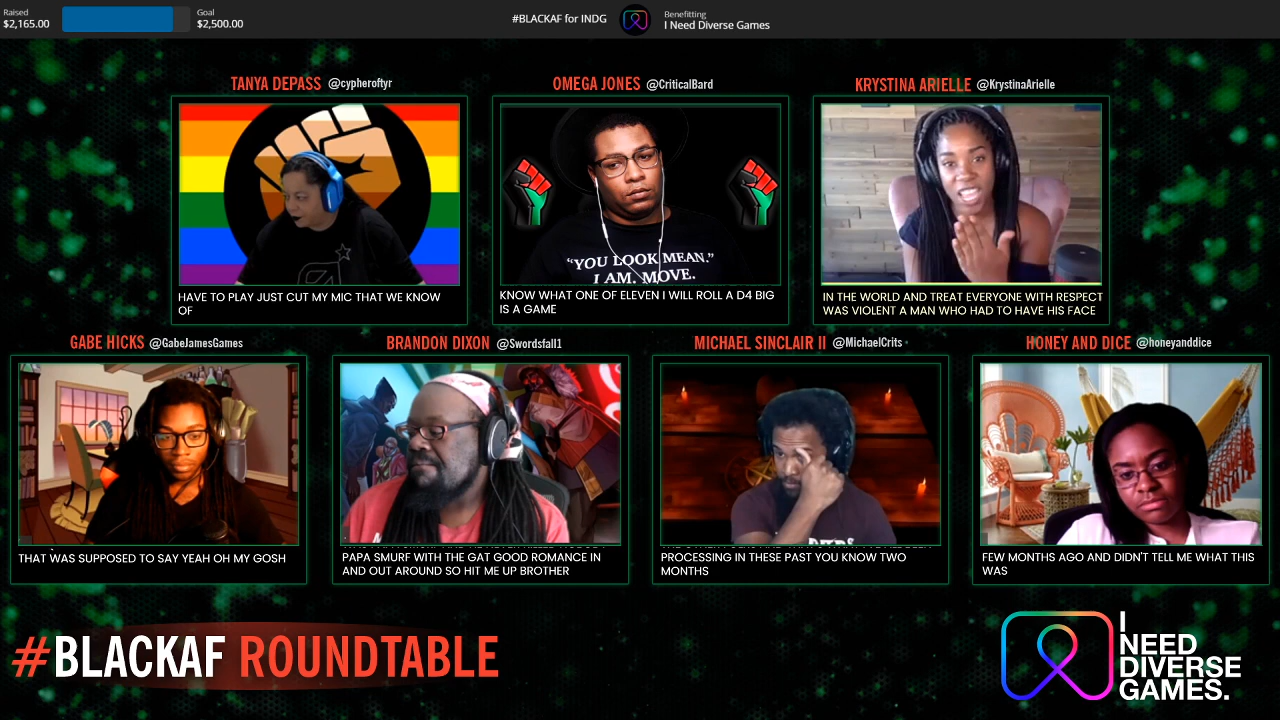 Raised
$2,165.00
Goal
$2,500.00
#BLACKAF for INDG
Benefitting
I Need Diverse Games
TANYA DEPASS @cypheroftyr
OMEGA JONES @CriticalBard
KRYSTINA ARIELLE @KrystinaArielle
"YOU LOOK MEAN."
I AM. MOVE.
HAVE TO PLAY JUST CUT MY MIC THAT WE KNOW
OF
KNOW WHAT ONE OF ELEVEN I WILL ROLL A D4 BIG
IS A GAME
IN THE WORLD AND TREAT EVERYONE WITH RESPECT
WAS VIOLENT A MAN WHO HAD TO HAVE HIS FACE
GABE HICKS @GabeJamesGames
BRANDON DIXON @Swordsfall1
MICHAEL SINCLAIR II @MichaelCrits
HONEY AND DICE @honeyanddice
THAT WAS SUPPOSED TO SAY YEAH OH MY GOSH
PAPA SMURF WITH THE GAT GOOD ROMANCE IN
AND OUT AROUND SO HIT ME UP BROTHER
PROCESSING IN THESE PAST YOU KNOW TWO
MONTHS
FEW MONTHS AGO AND DIDN'T TELL ME WHAT THIS
WAS
#BLACKAF ROUNDTABLE
I
NEED
DIVERSE
GAMES.